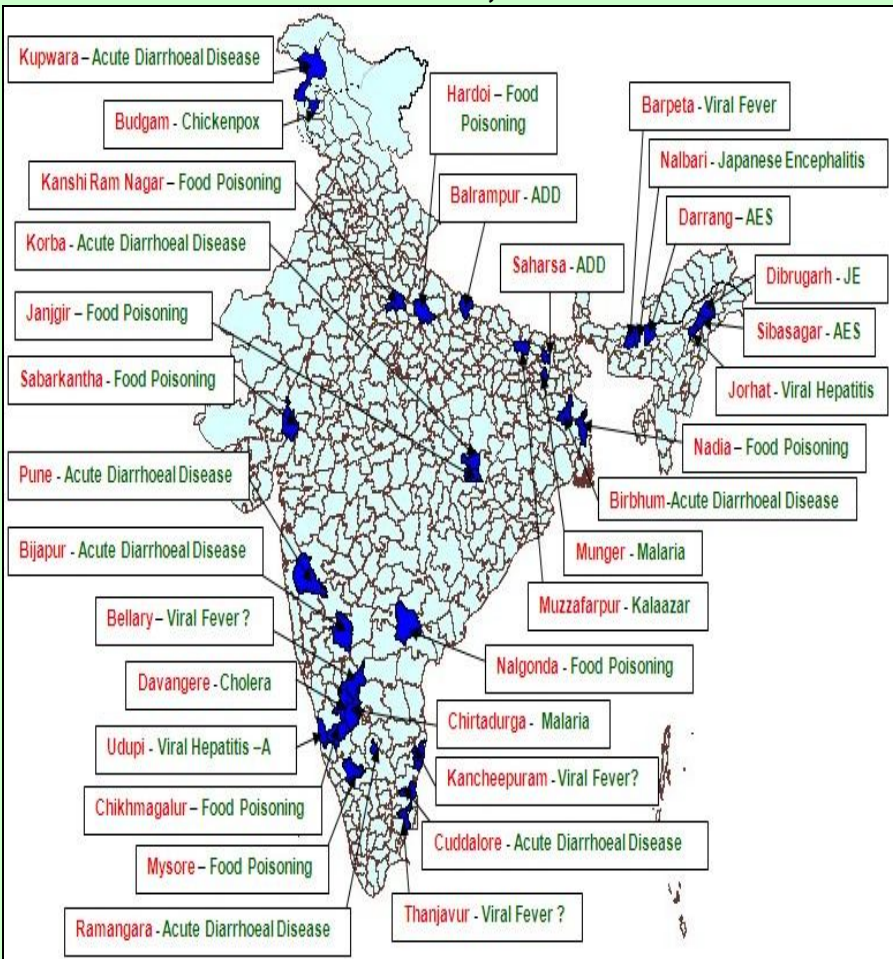 Kupwara – Acute Diarrhoeal Disease
Budgam - Chickenpox
Kanshi Ram Nagar – Food Poisoning
Korba - Acute Diarrhoeal Disease
Janjgir – Food Poisoning
Sabarkantha - Food Poisoning
Pune - Acute Diarrhoeal Disease
Bijapur - Acute Diarrhoeal Disease
Bellary – Viral Fever ?
Davangere - Cholera
Udupi - Viral Hepatitis –A
Chikhmagalur – Food Poisoning
Mysore – Food Poisoning
Ramangara - Acute Diarrhoeal Disease
Hardoi – Food
Poisoning
Balrampur - ADD
Saharsa – ADD
Barpeta - Viral Fever
Nalbari - Japanese Encephalitis
Darrang – AES
Dibrugarh - JE
Sibasagar - AES
Jorhat - Viral Hepatitis
Nadia – Food Poisoning
Birbhum-Acute Diarrhoeal Disease
Munger - Malaria
Muzzafarpur - Kalaazar
Nalgonda - Food Poisoning
Chirtadurga - Malaria
Kancheepuram - Viral Fever?
Cuddalore - Acute Diarrhoeal Disease
Thanjavur - Viral Fever ?